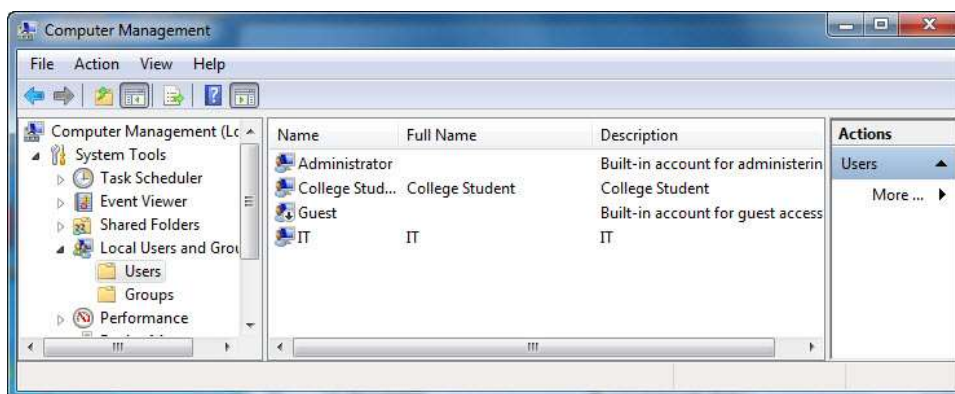 Computer Management
File Action View Help
Computer Management (Lc
System Tools
Task Scheduler
Event Viewer
Shared Folders
Local Users and Grou
Users
Groups
Performance
Name Full Name Description
Administrator Built-in account for administerin
College Stud... College Student College Student
Guest Built-in account for guest access
IT IT IT
Actions
Users
More ...